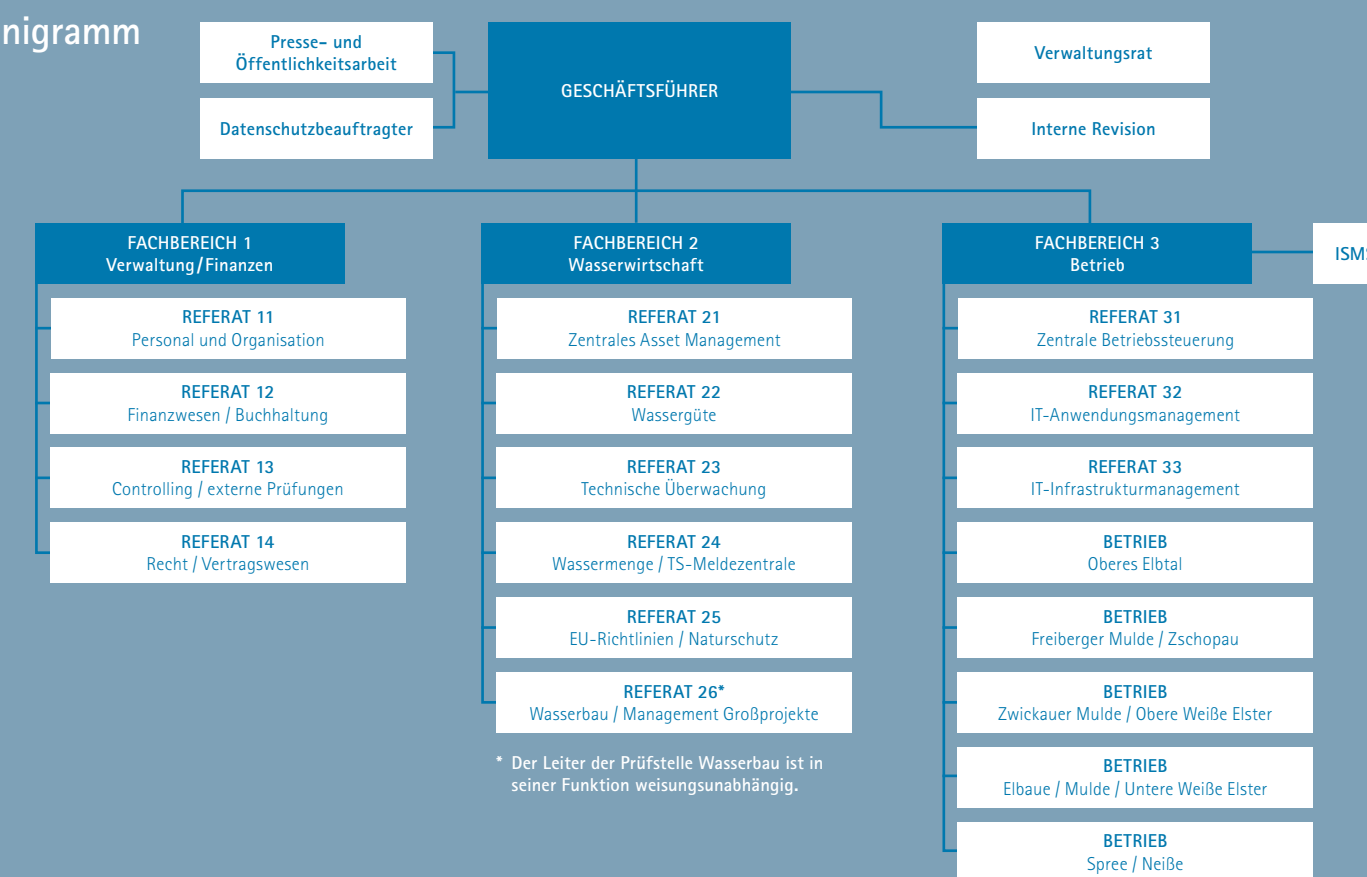 nigramm
Presse- und
Öffentlichkeitsarbeit
Datenschutzbeauftragter
GESCHÄFTSFÜHRER
Verwaltungsrat
Interne Revision
FACHBEREICH 1
Verwaltung/Finanzen
REFERAT 11
Personal und Organisation
REFERAT 12
Finanzwesen / Buchhaltung
REFERAT 13
Controlling / externe Prüfungen
REFERAT 14
Recht / Vertragswesen
FACHBEREICH 2
Wasserwirtschaft
REFERAT 21
Zentrales Asset Management
REFERAT 22
Wassergüte
REFERAT 23
Technische Überwachung
REFERAT 24
Wassermenge / TS-Meldezentrale
REFERAT 25
EU-Richtlinien / Naturschutz
REFERAT 26*
Wasserbau / Management Großprojekte
* Der Leiter der Prüfstelle Wasserbau ist in
seiner Funktion weisungsunabhängig.
FACHBEREICH 3
Betrieb
ISMS
REFERAT 31
Zentrale Betriebssteuerung
REFERAT 32
IT-Anwendungsmanagement
REFERAT 33
IT-Infrastrukturmanagement
BETRIEB
Oberes Elbtal
BETRIEB
Freiberger Mulde / Zschopau
BETRIEB
Zwickauer Mulde / Obere Weiße Elster
BETRIEB
Elbaue / Mulde / Untere Weiße Elster
BETRIEB
Spree / Neiße